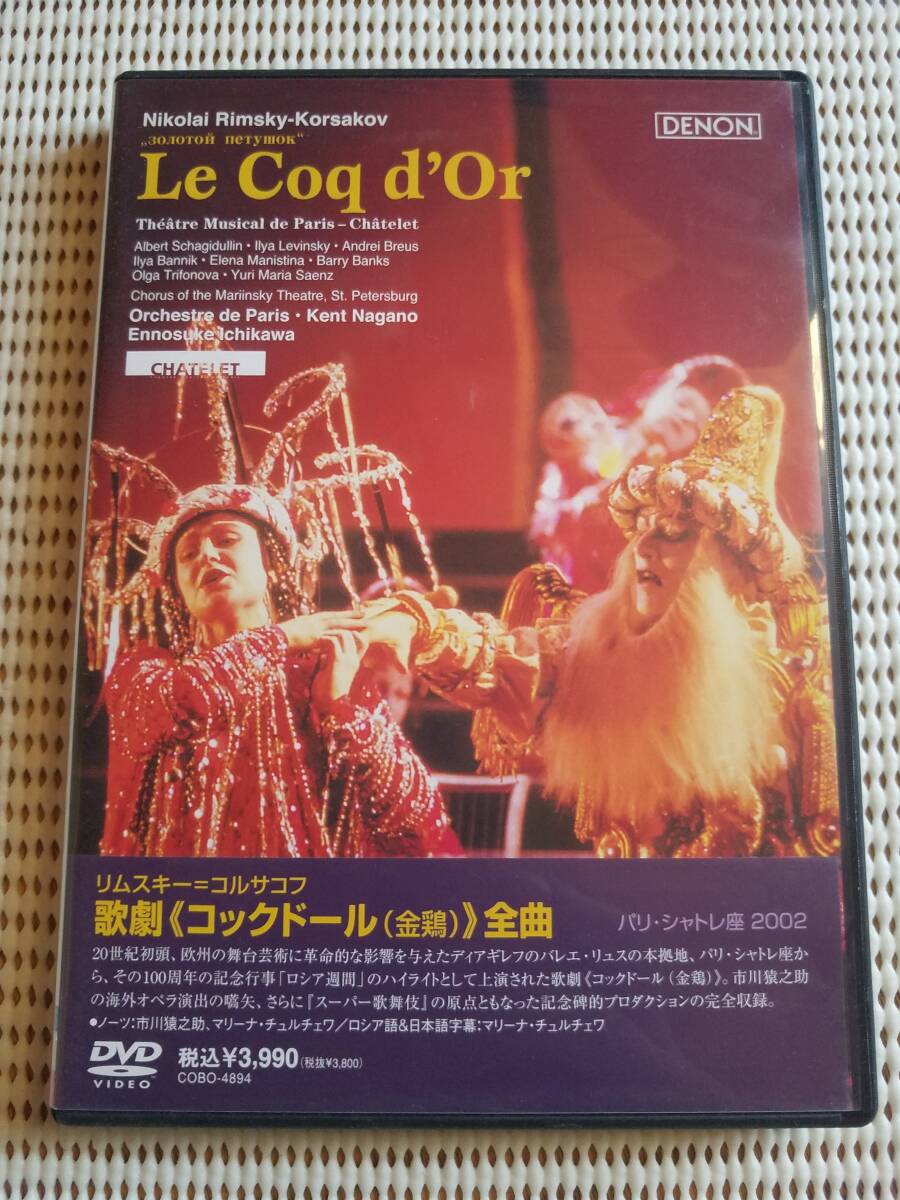 Nikolai Rimsky-Korsakov
DENON
„золотой петушок“
Le Coq d'Or
Théâtre Musical de Paris – Châtelet
Albert Schagidullin・Ilya Levinsky・Andrei Breus
Ilya Bannik・Elena Manistina・Barry Banks
Olga Trifonova・Yuri Maria Saenz
Chorus of the Mariinsky Theatre, St. Petersburg
Orchestre de Paris・Kent Nagano
Ennosuke Ichikawa
CHATELET
リムスキー=コルサコフ
歌劇《コックドール(金鶏)》全曲
パリ・シャトレ座 2002
20世紀初頭、欧州の舞台芸術に革命的な影響を与えたディアギレフのバレエ・リュスの本拠地、パリ・シャトレ座か
ら、その100周年の記念行事「ロシア週間」のハイライトとして上演された歌劇《コックドール(金鶏)》。市川猿之助
の海外オペラ演出の嚆矢、さらに『スーパー歌舞伎』の原点ともなった記念碑的プロダクションの完全収録。
●ノーツ:市川猿之助、マリーナ・チュルチェワ/ロシア語&日本語字幕:マリーナ・チュルチェワ
DVD
VIDEO
税込¥3,990(税抜¥3,800)
COBO-4894